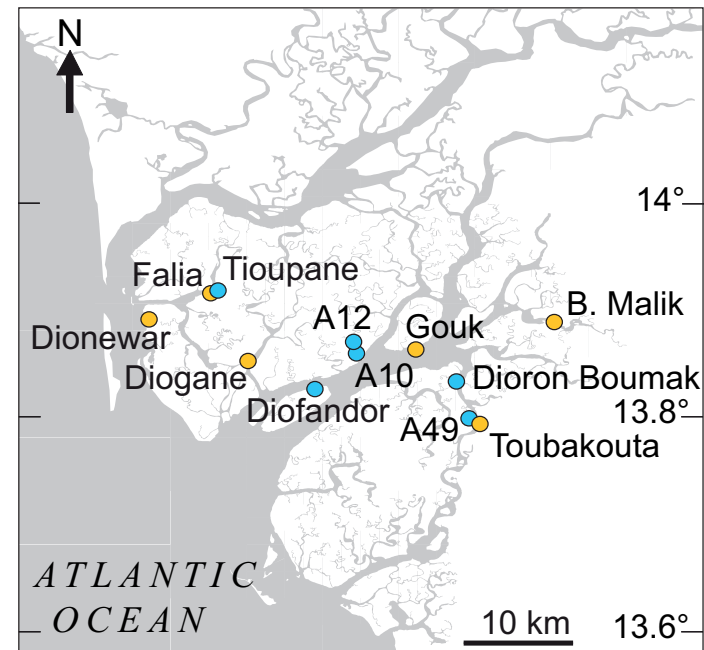 N
14°
Falia Tioupane
A12
B. Malik
Gouk
Dionewar
Diogane
A10 Dioron Boumak
Diofandor
13.8°
A49
Toubakouta
ATLANTIC
OCEAN
10 km 13.6°